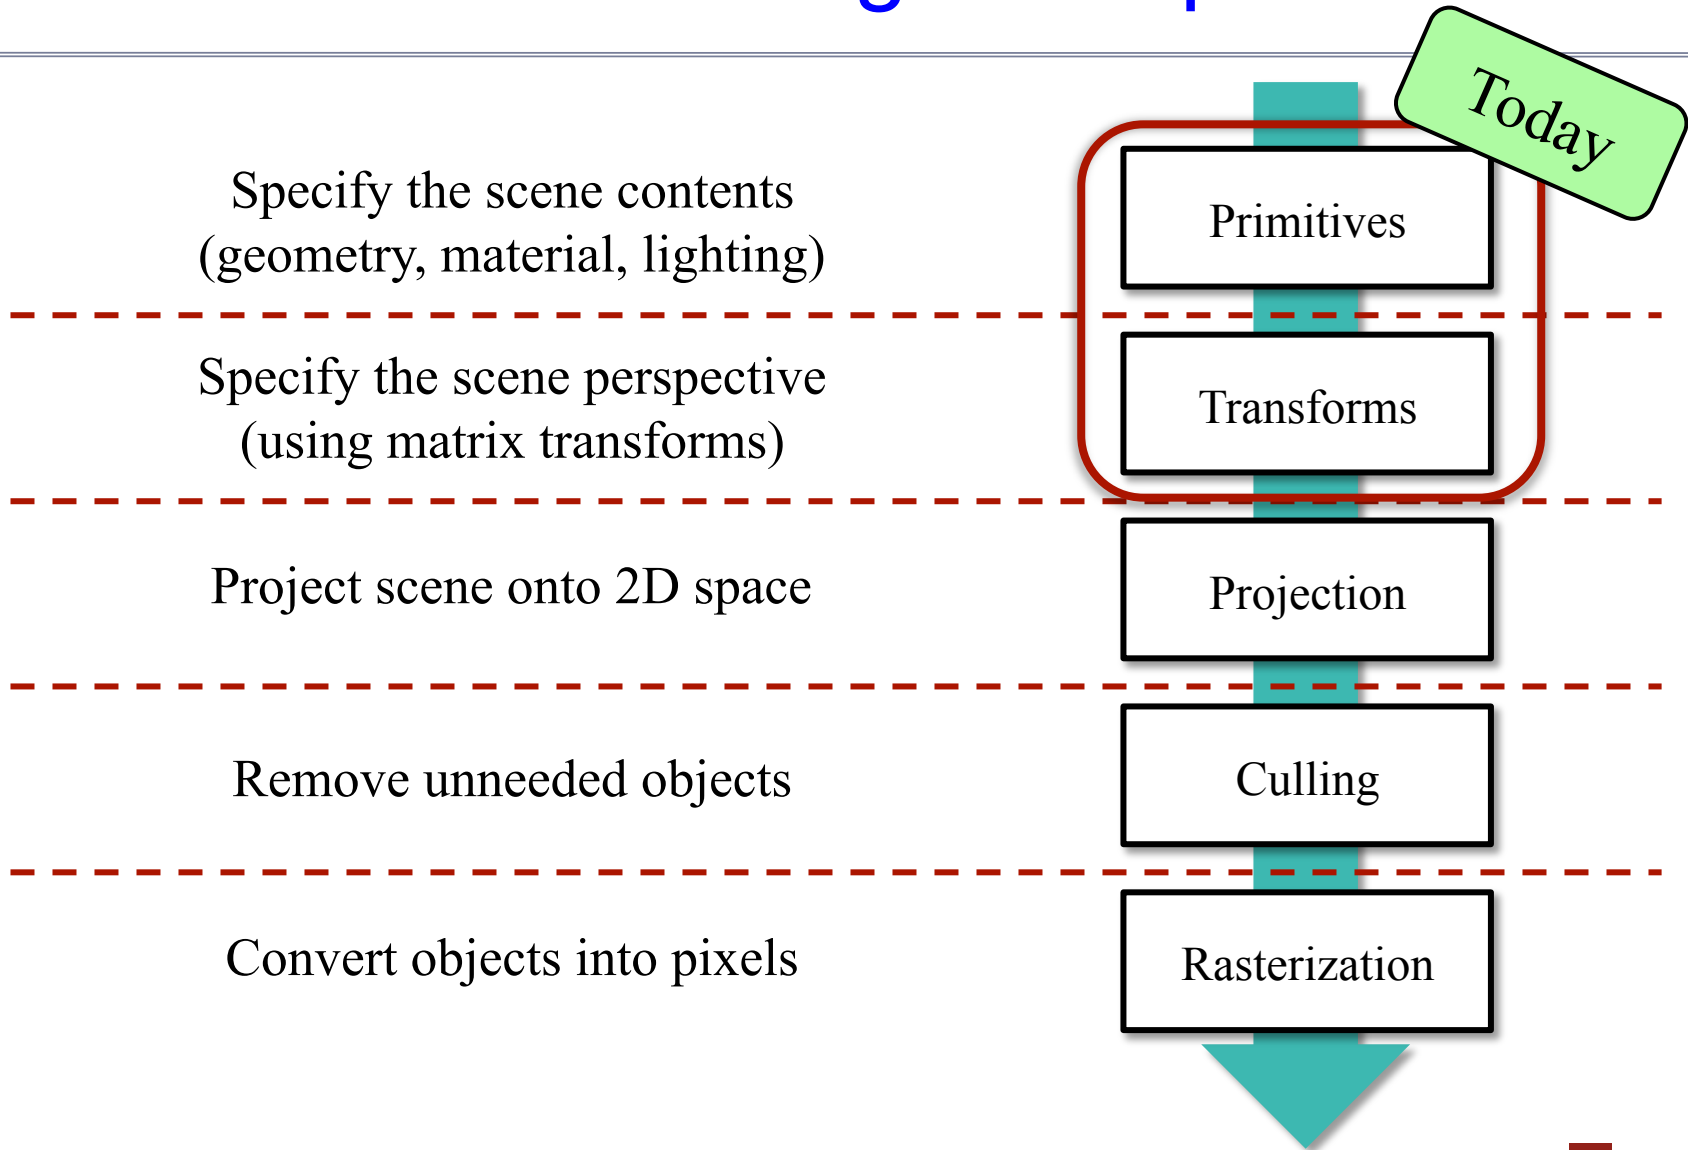 Today
Specify the scene contents
(geometry, material, lighting)
Primitives
Specify the scene perspective
(using matrix transforms)
Transforms
Project scene onto 2D space
Projection
Remove unneeded objects
Culling
Convert objects into pixels
Rasterization